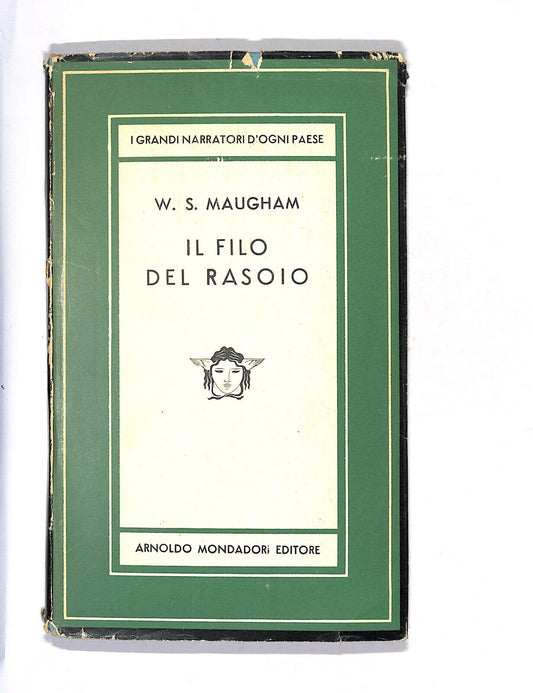 I GRANDI NARRATORI D'OGNI PAESE
W. S. MAUGHAM
IL FILO
DEL RASOIO
ARNOLDO MONDADORI EDITORE